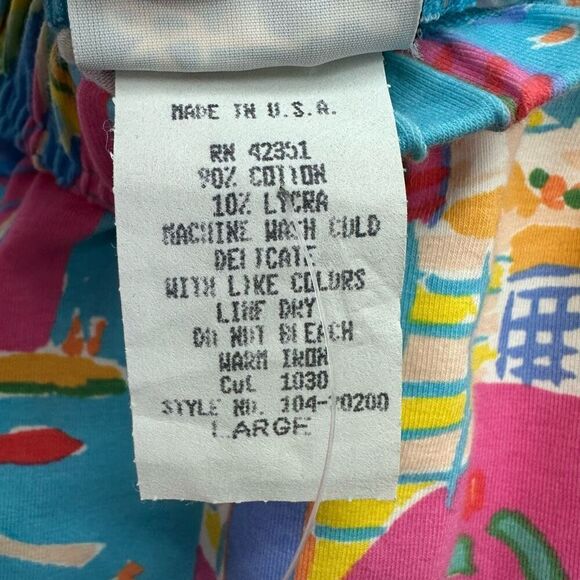 MADE IN U.S.A.
RN 42351
90% COTTON
10% LYCRA
MACHINE WASH COLD
DELICATE
WITH LIKE COLORS
LINE DRY
DO NOT BLEACH
WARM IRON
Cut 1030
STYLE NO. 104-20200
LARGE